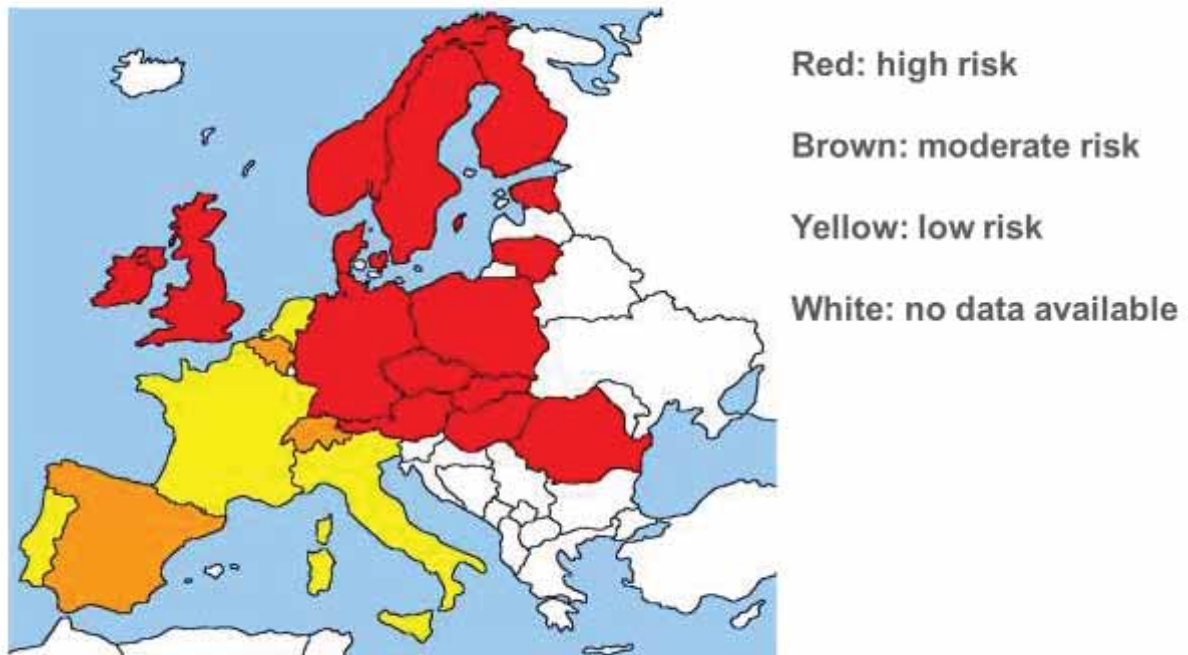 Red: high risk
Brown: moderate risk
Yellow: low risk
White: no data available